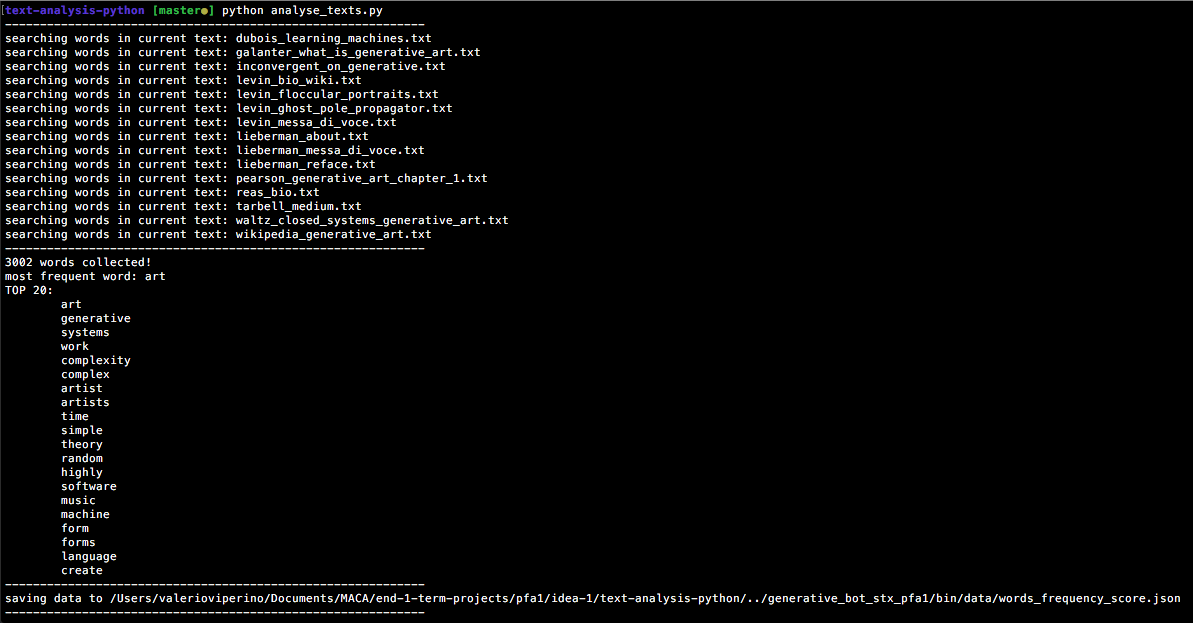 [text-analysis-python [master●] python analyse_texts.py
------------------------------------------------------------
searching words in current text: dubois_learning_machines.txt
searching words in current text: galanter_what_is_generative_art.txt
searching words in current text: inconvergent_on_generative.txt
searching words in current text: levin_bio_wiki.txt
searching words in current text: levin_floccular_portraits.txt
searching words in current text: levin_ghost_pole_propagator.txt
searching words in current text: levin_messa_di_voce.txt
searching words in current text: lieberman_about.txt
searching words in current text: lieberman_messa_di_voce.txt
searching words in current text: lieberman_reface.txt
searching words in current text: pearson_generative_art_chapter_1.txt
searching words in current text: reas_bio.txt
searching words in current text: tarbell_medium.txt
searching words in current text: waltz_closed_systems_generative_art.txt
searching words in current text: wikipedia_generative_art.txt
------------------------------------------------------------
3002 words collected!
most frequent word: art
TOP 20:
art
generative
systems
work
complexity
complex
artist
artists
time
simple
theory
random
highly
software
music
machine
form
forms
language
create
------------------------------------------------------------
saving data to /Users/valerioviperino/Documents/MACA/end-1-term-projects/pfa1/idea-1/text-analysis-python/../generative_bot_stx_pfa1/bin/data/words_frequency_score.json
------------------------------------------------------------